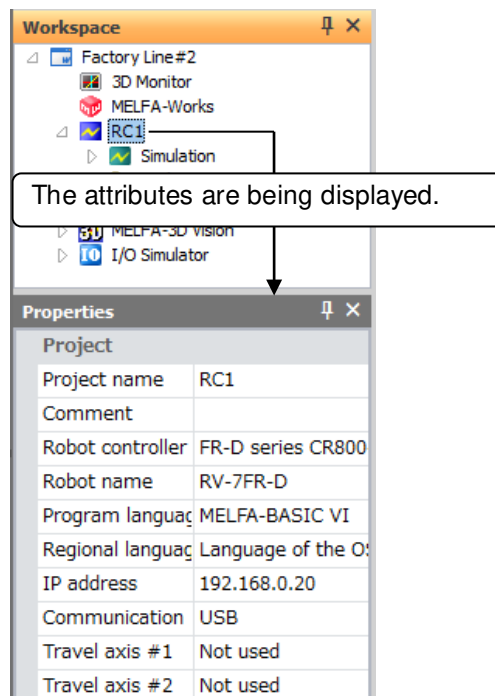 Workspace
Factory Line#2
3D Monitor
MELFA-Works
RC1
Simulation
The attributes are being displayed.
MELFA-3D Vision
I/O Simulator
Properties
Project
Project name RC1
Comment
Robot controller FR-D series CR800
Robot name RV-7FR-D
Program languag MELFA-BASIC VI
Regional languag Language of the O
IP address 192.168.0.20
Communication USB
Travel axis #1 Not used
Travel axis #2 Not used